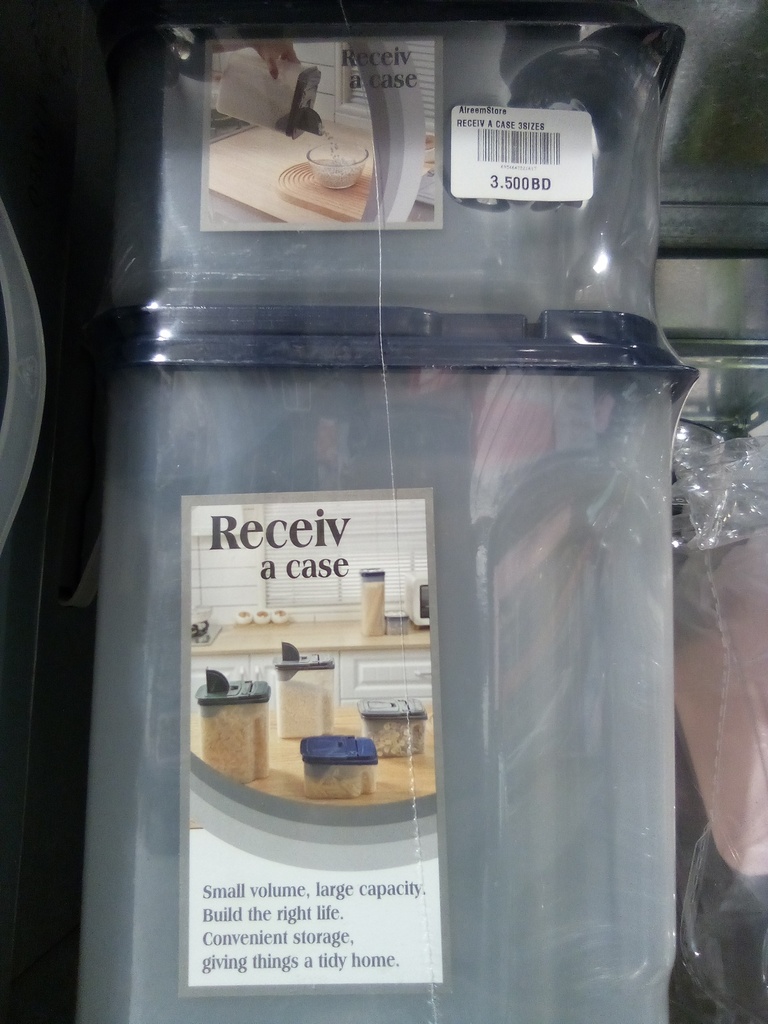 Receiv
a case
AlreemStore
RECEIV A CASE 3SIZES
3.500BD
Receiv
a case
Small volume, large capacity.
Build the right life.
Convenient storage,
giving things a tidy home.